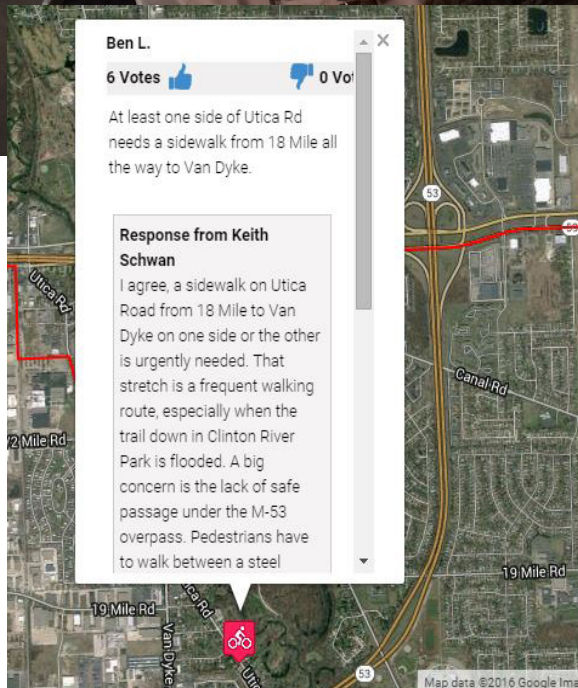 Ben L.
×
6 Votes
0 Vot
At least one side of Utica Rd
needs a sidewalk from 18 Mile all
the way to Van Dyke.
Response from Keith
Schwan
I agree, a sidewalk on Utica
Road from 18 Mile to Van
Dyke on one side or the other
is urgently needed. That
stretch is a frequent walking
route, especially when the
trail down in Clinton River
Park is flooded. A big
concern is the lack of safe
passage under the M-53
overpass. Pedestrians have
to walk between a steel
53
59
Utica Rd
Canal Rd
/2 Mile Rd
19 Mile Rd
19 Mile Rd
ica Rd
Van Dyke
Utic
53
Map data ©2016 Google Ima